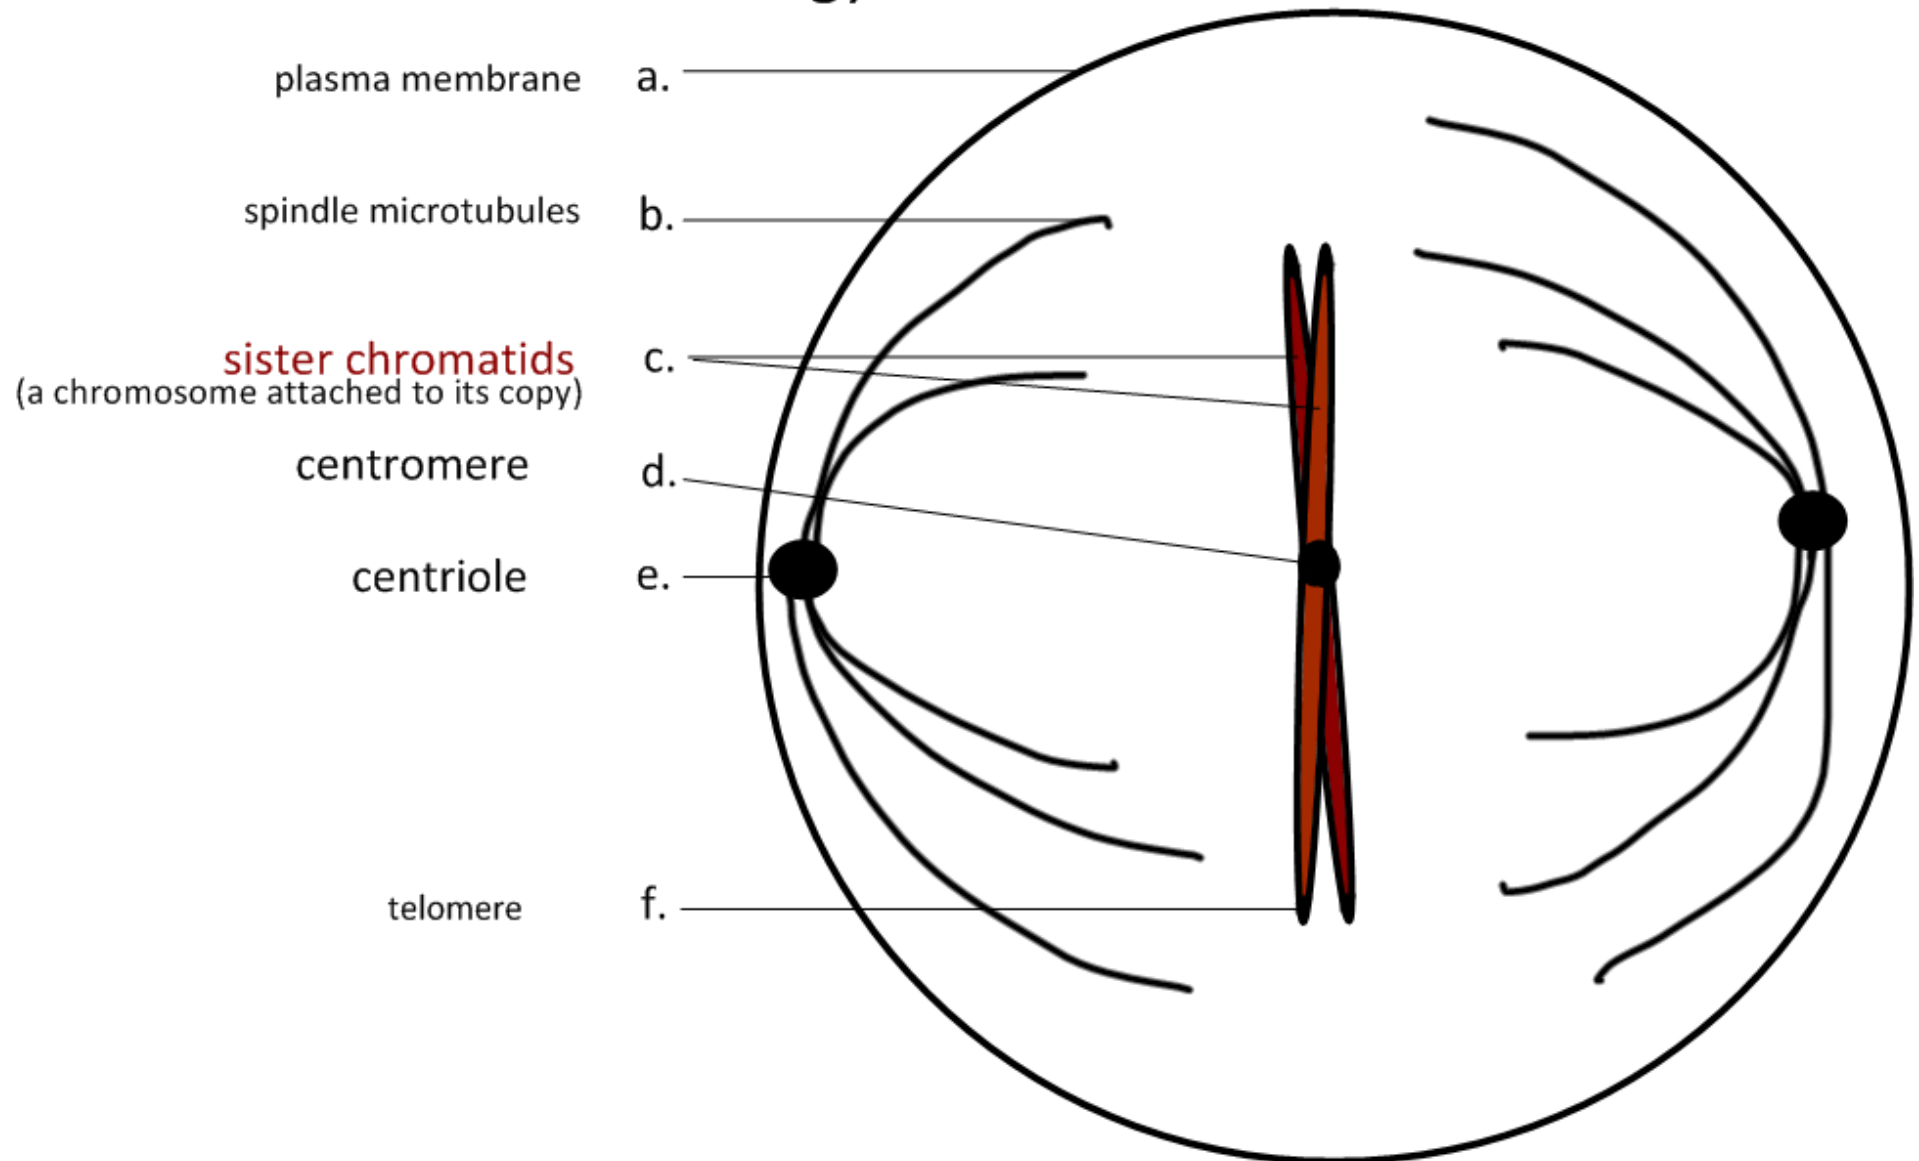 plasma membrane a.
spindle microtubules b.
sister chromatids c.
(a chromosome attached to its copy)
centromere d.
centriole e.
telomere f.